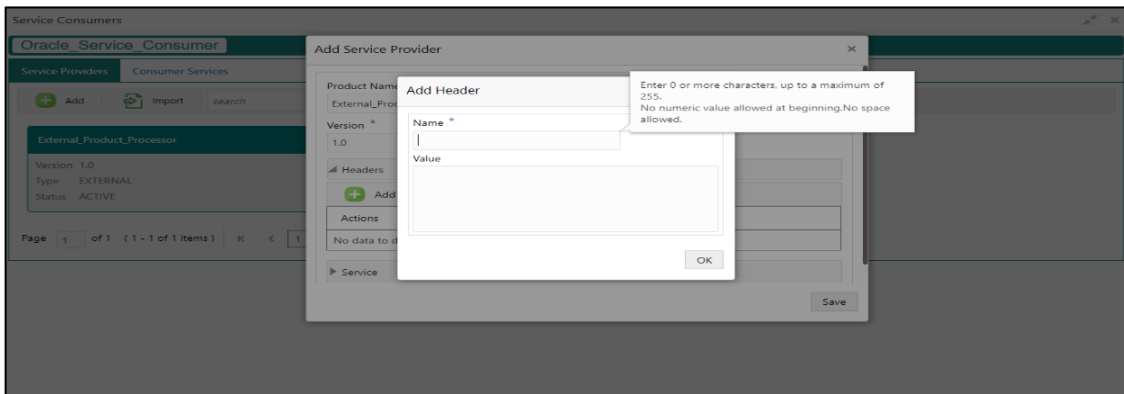 Service Consumers
Oracle_Service_Consumer
Service Providers Consumer Services
Add Import search
External_Product_Processor
Version 1.0
Type EXTERNAL
Status ACTIVE
Page 1 of 1 (1 - 1 of 1 items) K < 1
Add Service Provider
Product Name
External_Proc
Version *
1.0
Headers
Add
Actions
No data to d
Service
Save
Add Header
Name *
Value
OK
Enter 0 or more characters, up to a maximum of
255.
No numeric value allowed at beginning.No space
allowed.